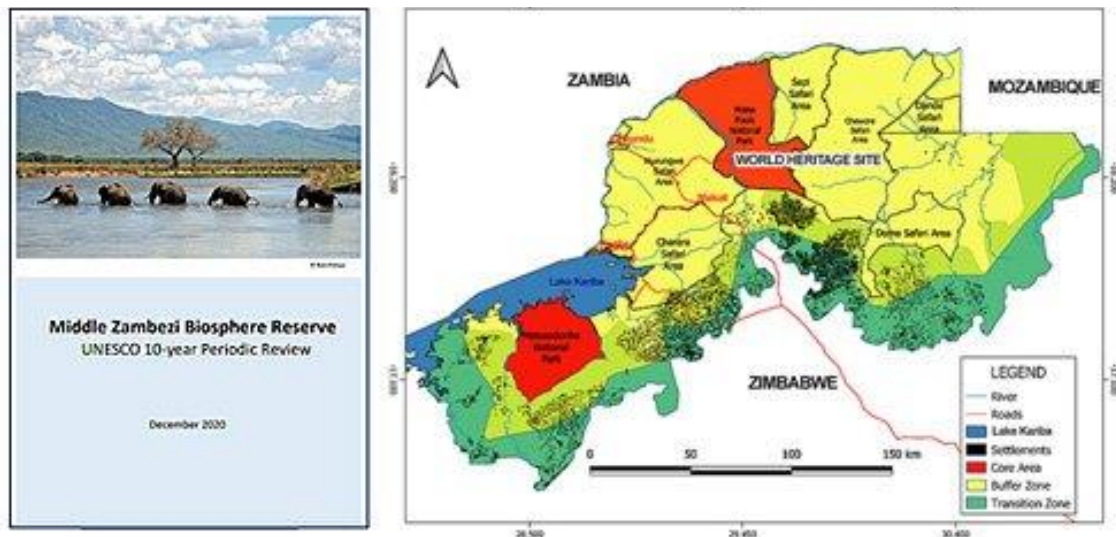 Middle Zambezi Biosphere Reserve
UNESCO 10-year Periodic Review
December 2020
ZAMBIA
MOZAMBIQUE
Sapi
Safari
Area
Mana
Pools
National
Park
Chewore
Safari
Area
Dande
Safari
Area
WORLD HERITAGE SITE
Hurungwe
Safari
Area
Makuti
Charara
Safari
Area
Doma Safari Area
Lake Kariba
National
Park
ZIMBABWE
0 50 100 150 km
LEGEND
River
Roads
Lake Kariba
Settlements
Core Area
Buffer Zone
Transition Zone